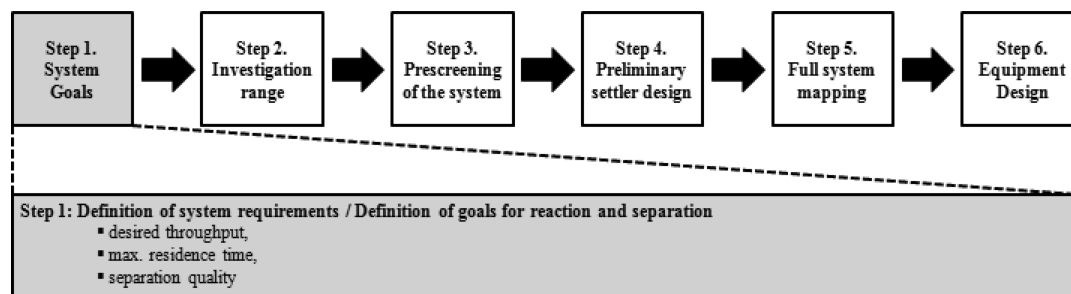 Step 1.
System
Goals
Step 2.
Investigation
range
Step 3.
Prescreening
of the system
Step 4.
Preliminary
settler design
Step 5.
Full system
mapping
Step 6.
Equipment
Design
Step 1: Definition of system requirements / Definition of goals for reaction and separation
▪ desired throughput,
▪ max. residence time,
▪ separation quality